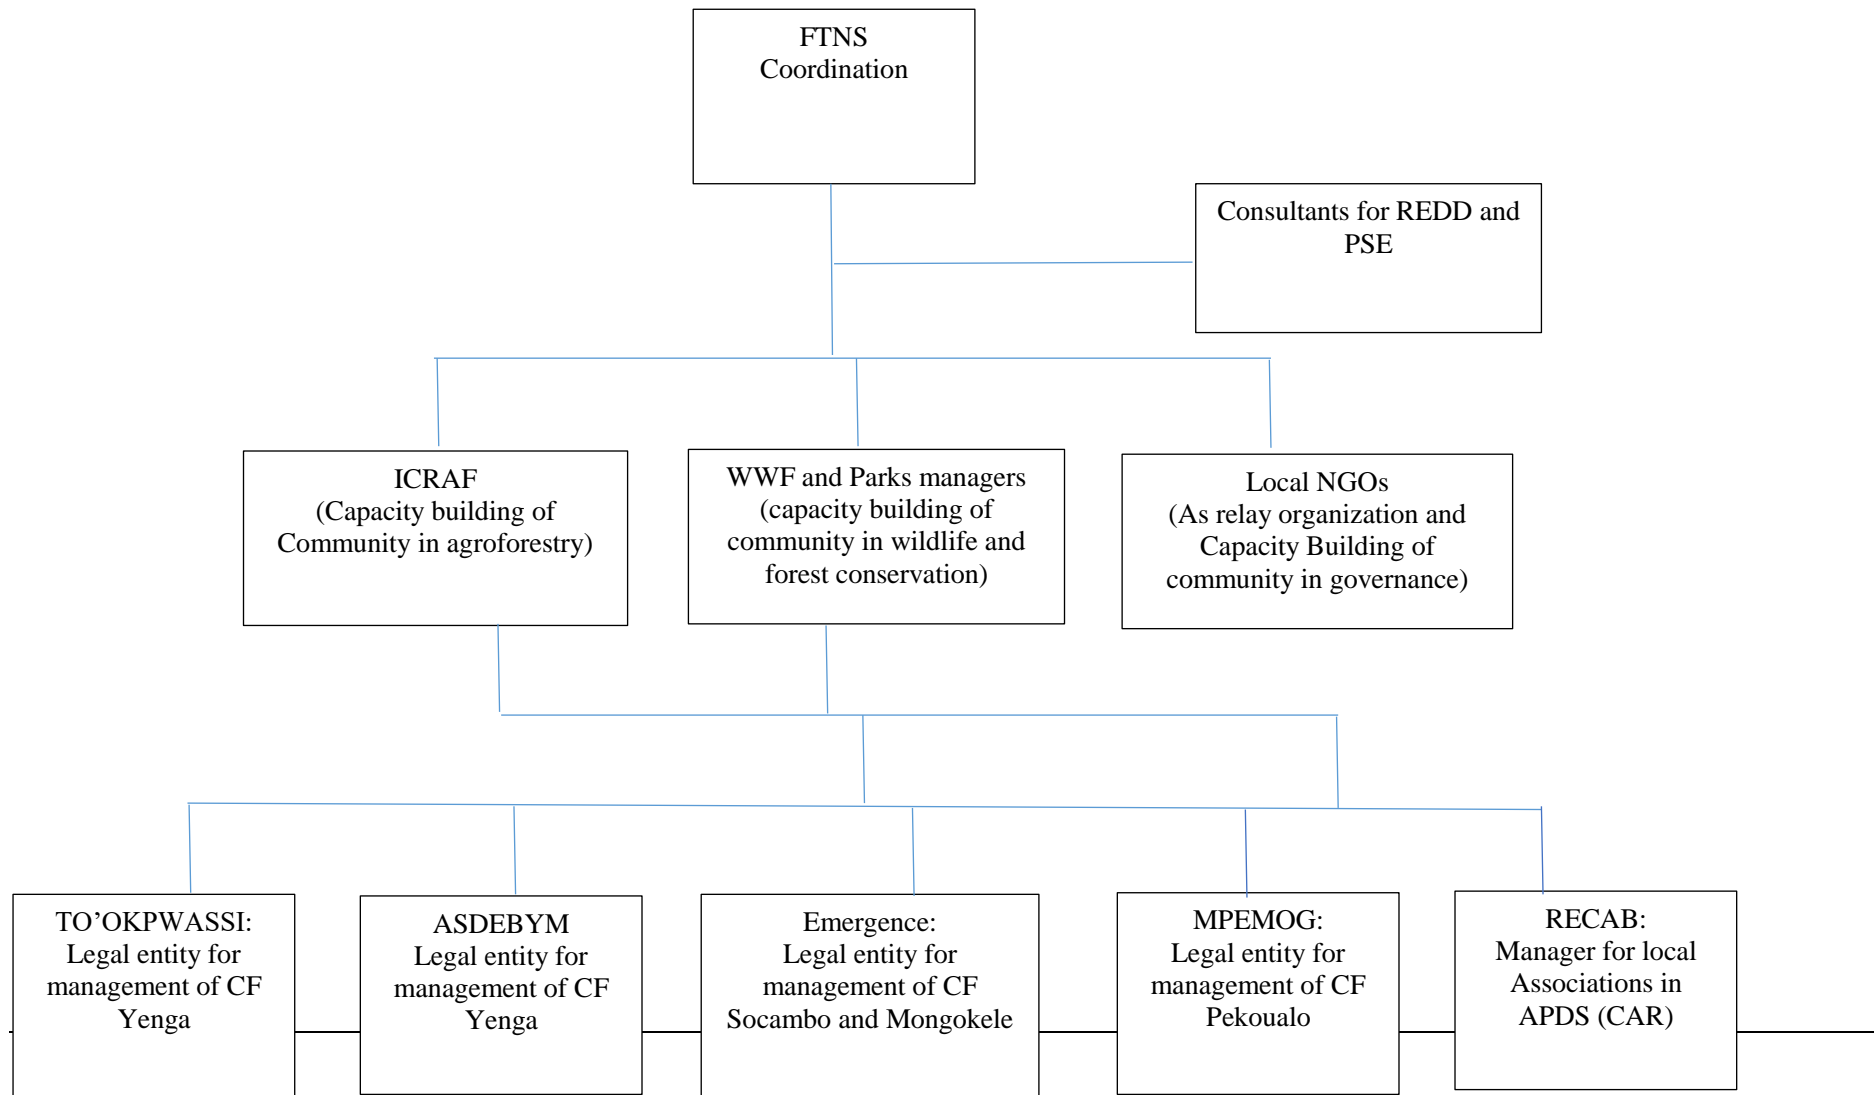 FTNS
Coordination
Consultants for REDD and
PSE
ICRAF
(Capacity building of
Community in agroforestry)
WWF and Parks managers
(capacity building of
community in wildlife and
forest conservation)
Local NGOs
(As relay organization and
Capacity Building of
community in governance)
TO’OKPWASSI:
Legal entity for
management of CF
Yenga
ASDEBYM
Legal entity for
management of CF
Yenga
Emergence:
Legal entity for
management of CF
Socambo and Mongokele
MPEMOG:
Legal entity for
management of CF
Pekoualo
RECAB:
Manager for local
Associations in
APDS (CAR)